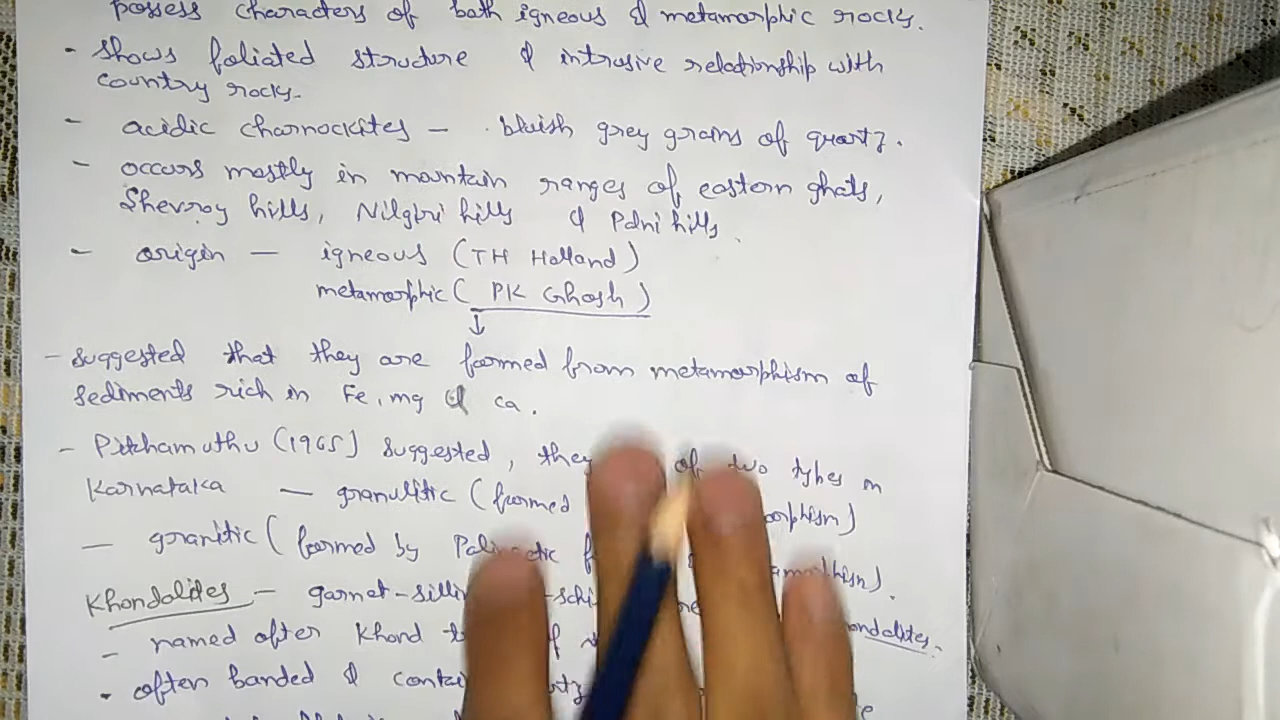 possess characters of both igneous & metamorphic rocks.
- shows foliated structure & intrusive relationship with
country rocks.
- acidic charnockites - bluish grey grains of quartz.
- occurs mostly in mountain ranges of eastern ghats,
Shevroy hills, Nilgiri hills & Palni hills.
- origin - igneous (TH Holland)
metamorphic (PK Ghosh)
↓
- suggested that they are formed from metamorphism of
sediments rich in Fe, mg & ca.
- Pitchamuthu (1965) suggested, they of two types in
Karnataka - granulitic (formed
- granitic (formed by
Khondalites - garnet-
- named after Khond
- often banded &